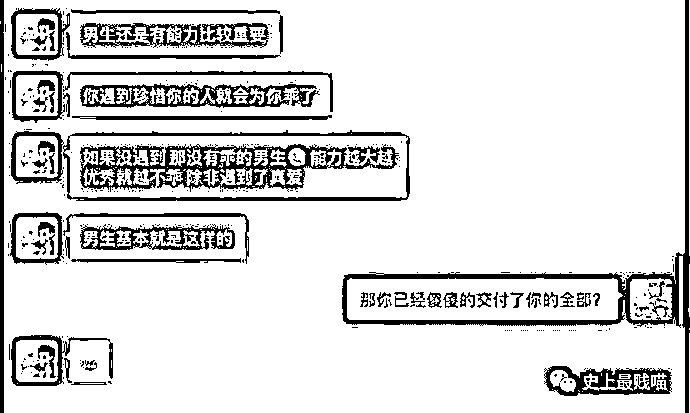 男生还是有能力比较重要
你遇到珍惜你的人就会为你乖了
如果没遇到 那没有乖的男生 能力越大越
优秀就越不乖 除非遇到了真爱
男生基本就是这样的
那你已经傻傻的交付了你的全部？
史上最贱喵